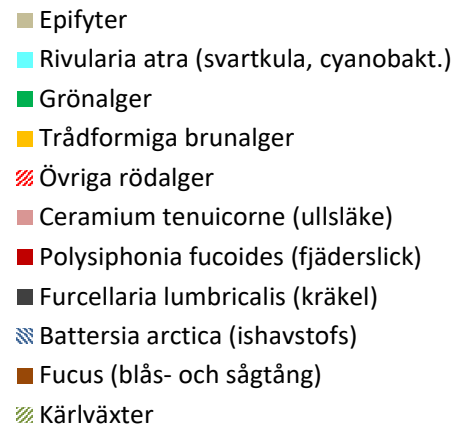 Epifyter
Rivularia atra (svartkula, cyanobakt.)
Grönalger
Trådformiga brunalger
Övriga rödalger
Ceramium tenuicorne (ullsläke)
Polysiphonia fucoides (fjäderslick)
Furcellaria lumbricalis (kräkel)
Battersia arctica (ishavstofs)
Fucus (blås- och sågtång)
Kärlväxter